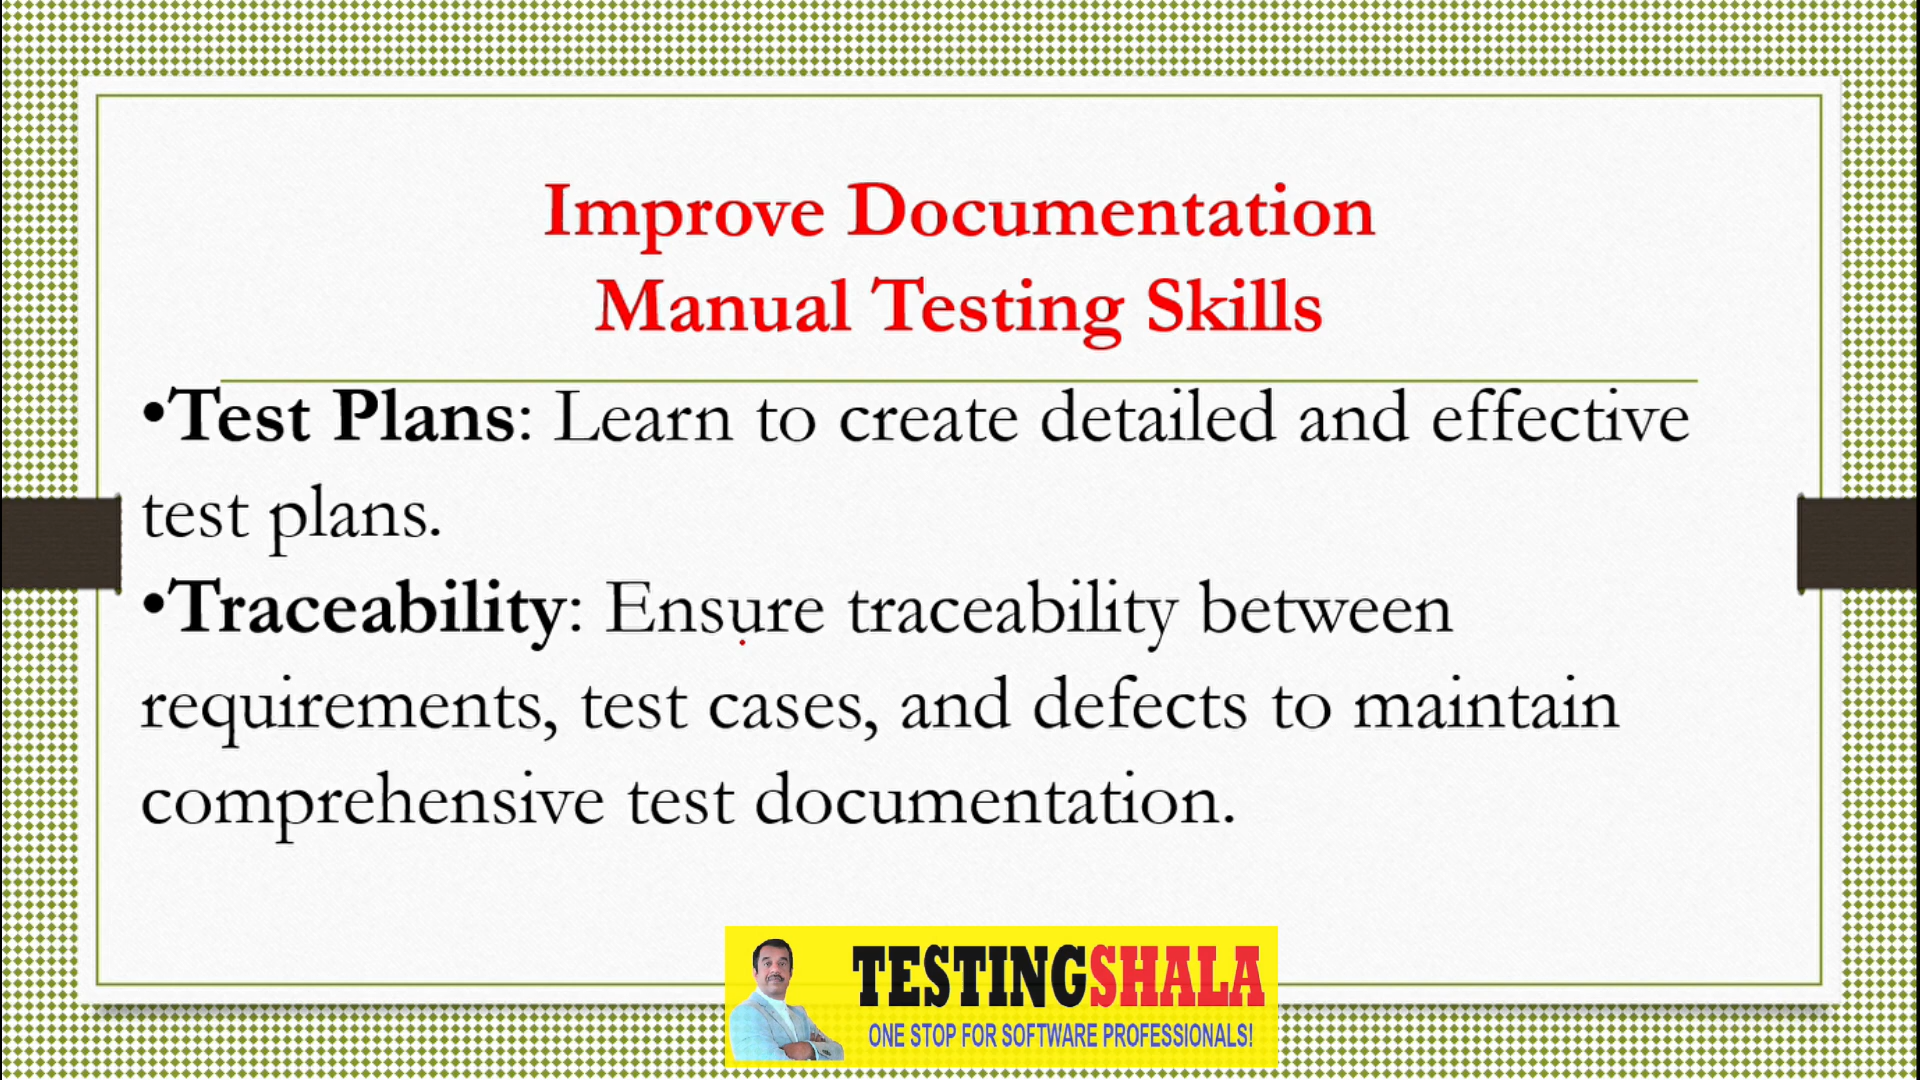 Improve Documentation
Manual Testing Skills
•Test Plans: Learn to create detailed and effective
test plans.
•Traceability: Ensure traceability between
requirements, test cases, and defects to maintain
comprehensive test documentation.
TESTINGSHALA
ONE STOP FOR SOFTWARE PROFESSIONALS!